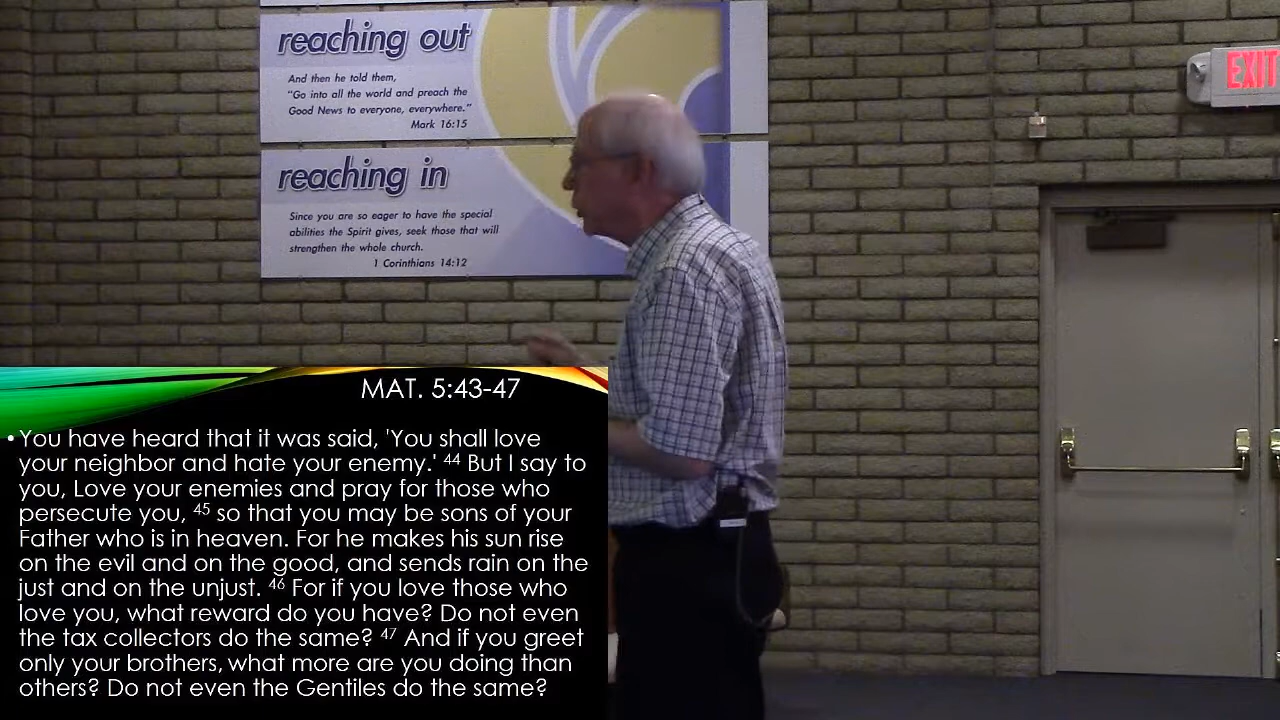 reaching out
And then he told them,
"Go into all the world and preach the
Good News to everyone, everywhere."
Mark 16:15
reaching in
Since you are so eager to have the special
abilities the Spirit gives, seek those that will
strengthen the whole church.
1 Corinthians 14:12
EXIT
MAT. 5:43-47
• You have heard that it was said, 'You shall love
your neighbor and hate your enemy.' 44 But I say to
you, Love your enemies and pray for those who
persecute you, 45 so that you may be sons of your
Father who is in heaven. For he makes his sun rise
on the evil and on the good, and sends rain on the
just and on the unjust. 46 For if you love those who
love you, what reward do you have? Do not even
the tax collectors do the same? 47 And if you greet
only your brothers, what more are you doing than
others? Do not even the Gentiles do the same?